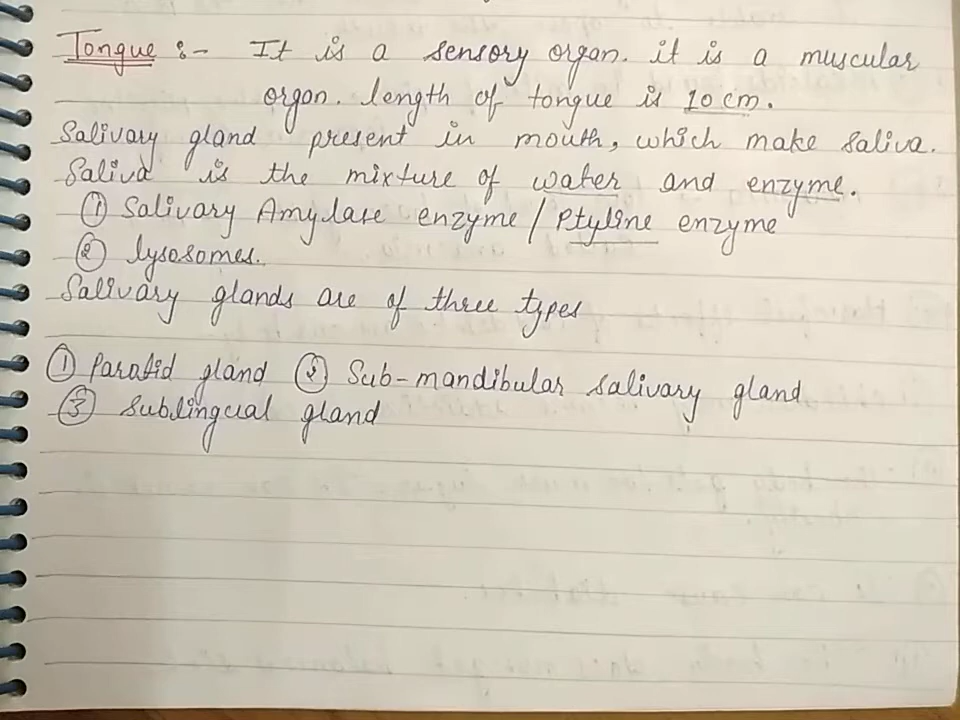 Tongue :- It is a sensory organ. it is a muscular
organ. length of tongue is 10 cm.
Salivary gland present in mouth, which make saliva.
Saliva is the mixture of water and enzyme.
① Salivary Amylase enzyme / Ptyline enzyme
② lysosomes.
Salivary glands are of three types
① Parotid gland ② Sub-mandibular salivary gland
③ Sublingual gland